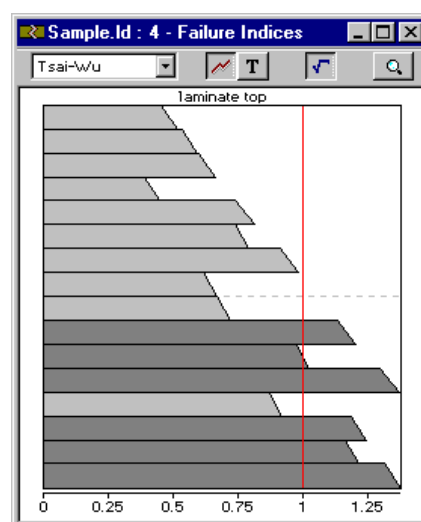 Sample.ld : 4 - Failure Indices
Tsai-Wu
T
laminate top
0 0.25 0.5 0.75 1 1.25